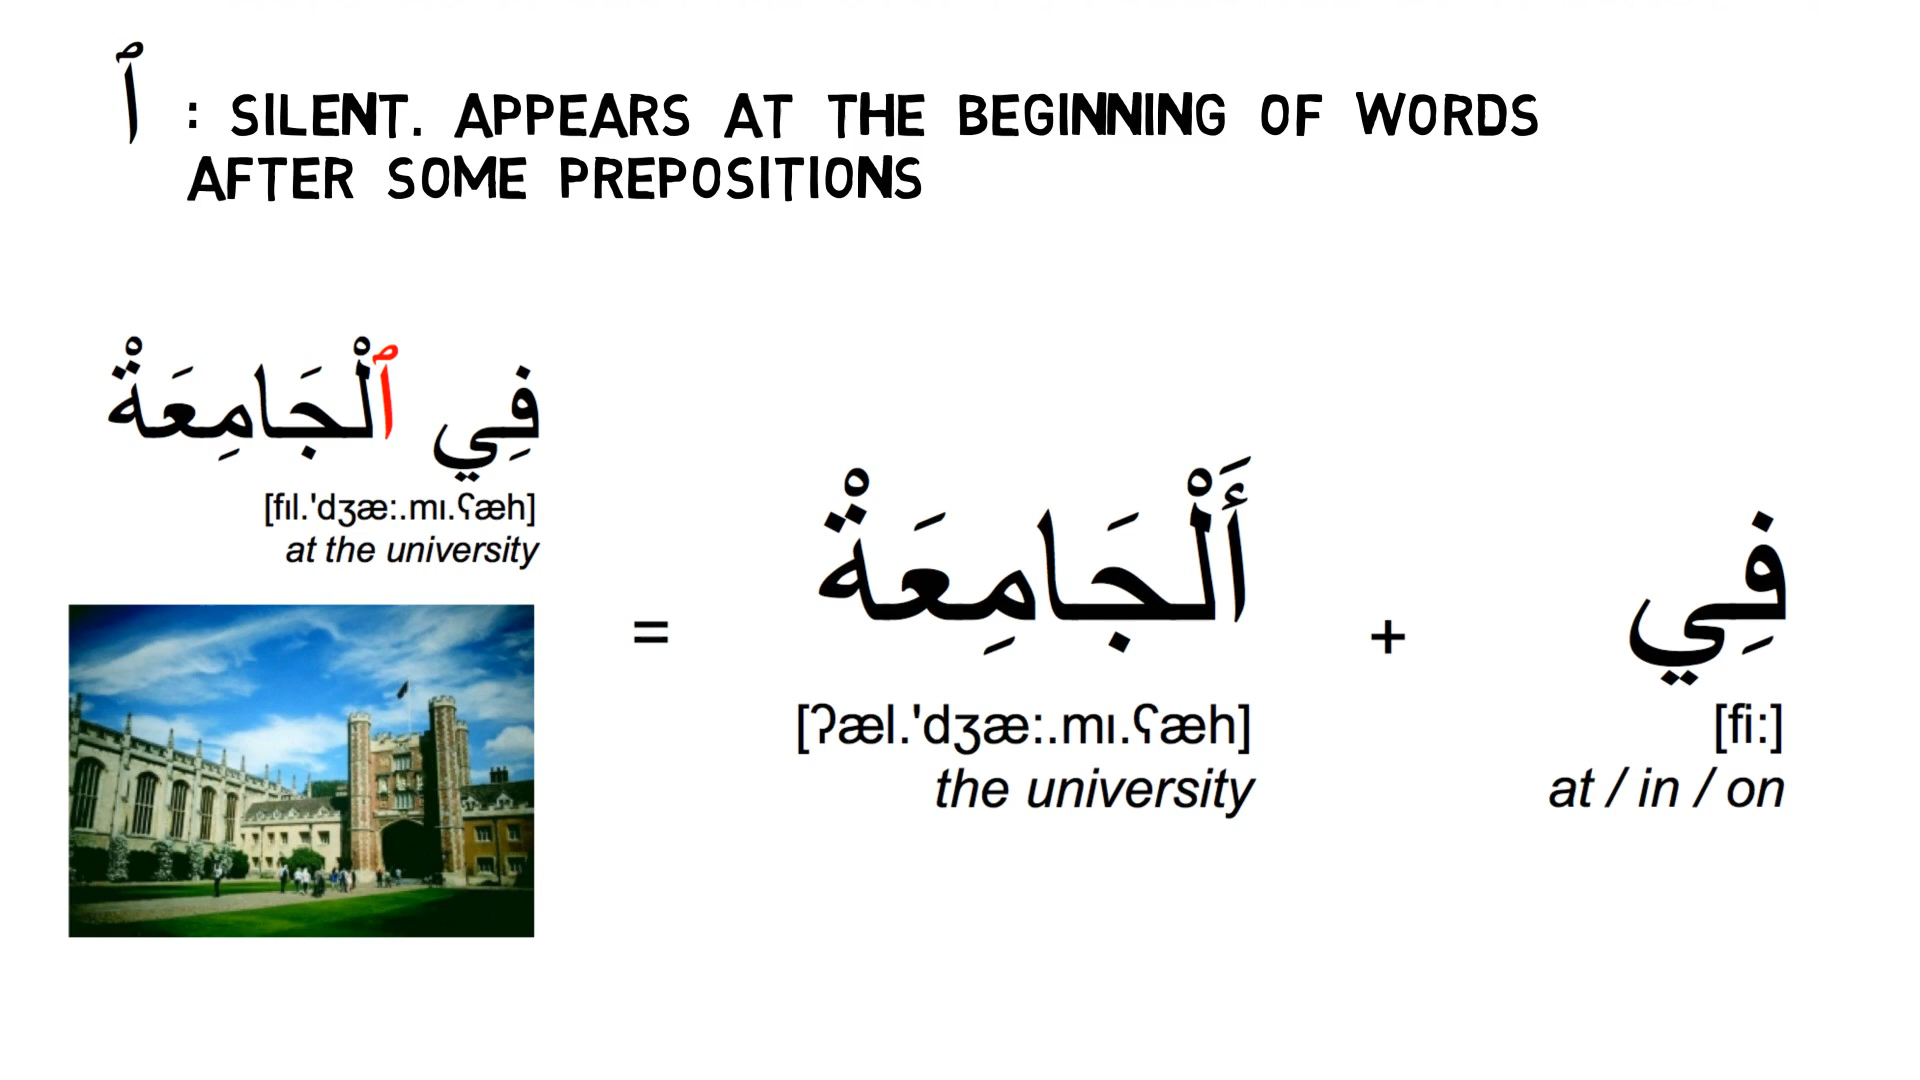 ٱ : SILENT. APPEARS AT THE BEGINNING OF WORDS
AFTER SOME PREPOSITIONS
فِي ٱلْجَامِعَةْ
[fɪl.ˈdʒæː.mɪ.ʕæh]
at the university
=
أَلْجَامِعَةْ
[ʔæl.ˈdʒæː.mɪ.ʕæh]
the university
+
فِي
[fiː]
at / in / on